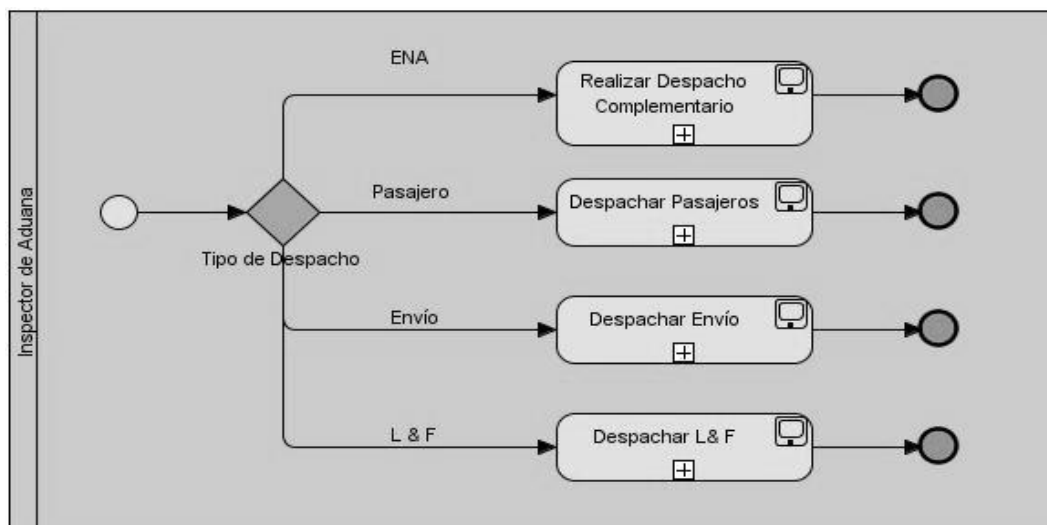 Inspector de Aduana
ENA
Realizar Despacho
Complementario
Pasajero
Despachar Pasajeros
Tipo de Despacho
Envío
Despachar Envío
L & F
Despachar L& F